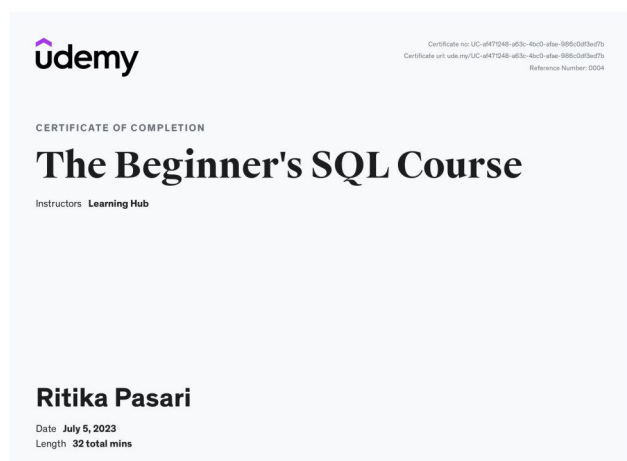 udemy
Certificate no: UC-af471248-a63c-4bc0-afae-986c0df3ed7b
Certificate url: ude.my/UC-af471248-a63c-4bc0-afae-986c0df3ed7b
Reference Number: 0004
CERTIFICATE OF COMPLETION
The Beginner's SQL Course
Instructors Learning Hub
Ritika Pasari
Date July 5, 2023
Length 32 total mins